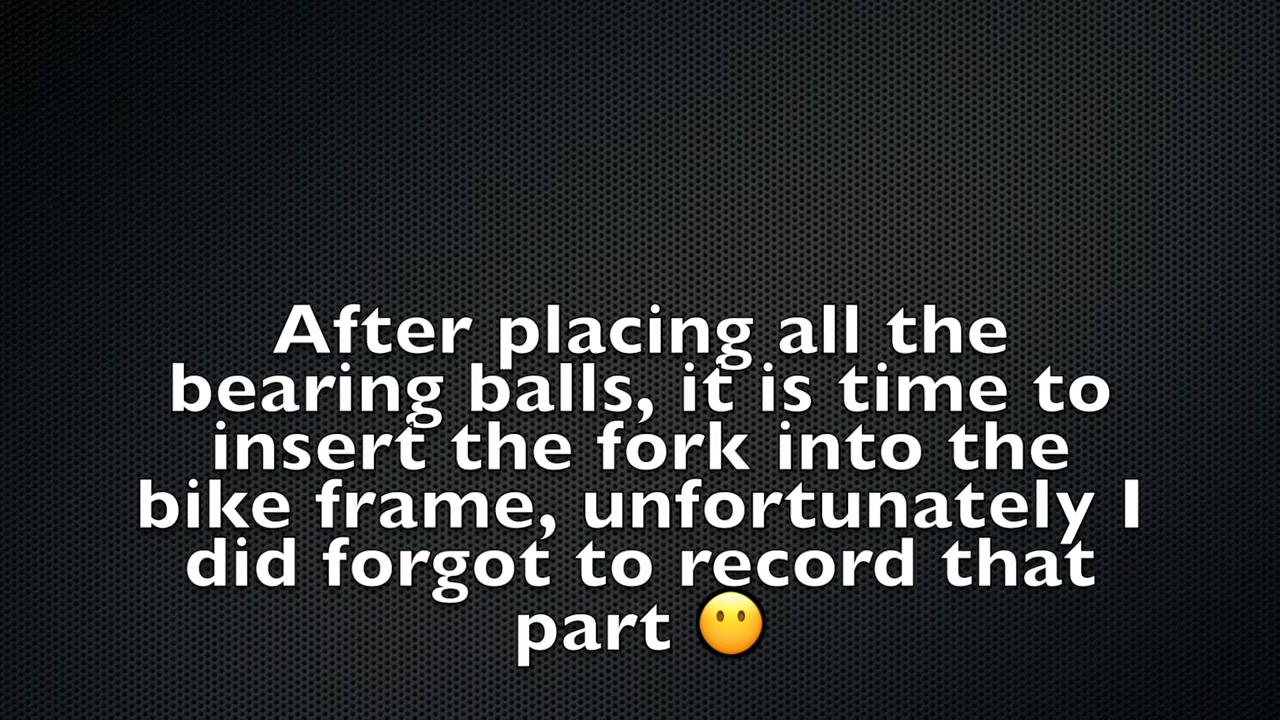 After placing all the
bearing balls, it is time to
insert the fork into the
bike frame, unfortunately I
did forgot to record that
part 😶